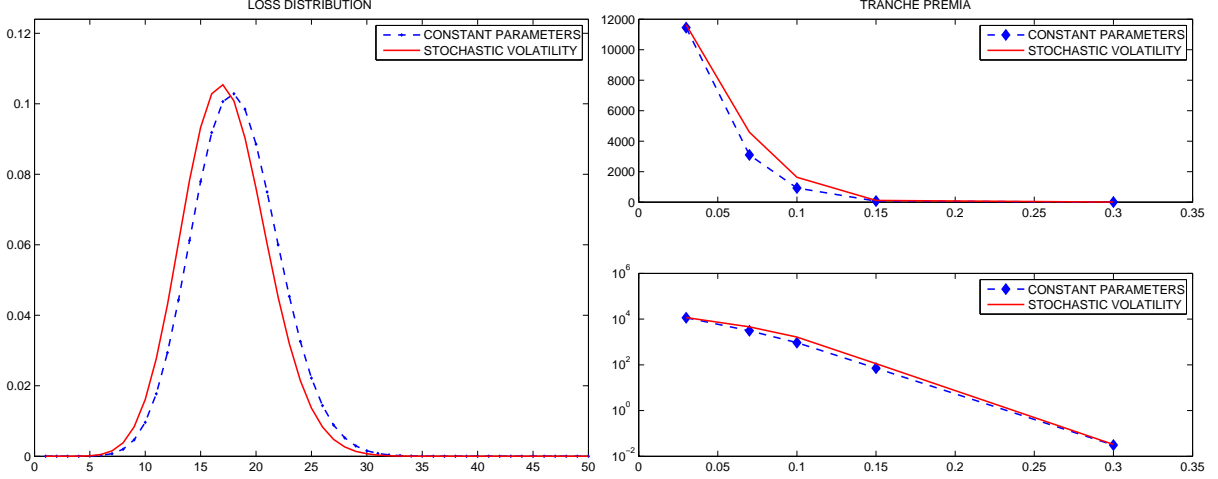 LOSS DISTRIBUTION
0.12
0.1
0.08
0.06
0.04
0.02
0
0 5 10 15 20 25 30 35 40 45 50
CONSTANT PARAMETERS
STOCHASTIC VOLATILITY
TRANCHE PREMIA
12000
10000
8000
6000
4000
2000
0
0 0.05 0.1 0.15 0.2 0.25 0.3 0.35
CONSTANT PARAMETERS
STOCHASTIC VOLATILITY
10^6
10^4
10^2
10^0
10^−2
0 0.05 0.1 0.15 0.2 0.25 0.3 0.35
CONSTANT PARAMETERS
STOCHASTIC VOLATILITY